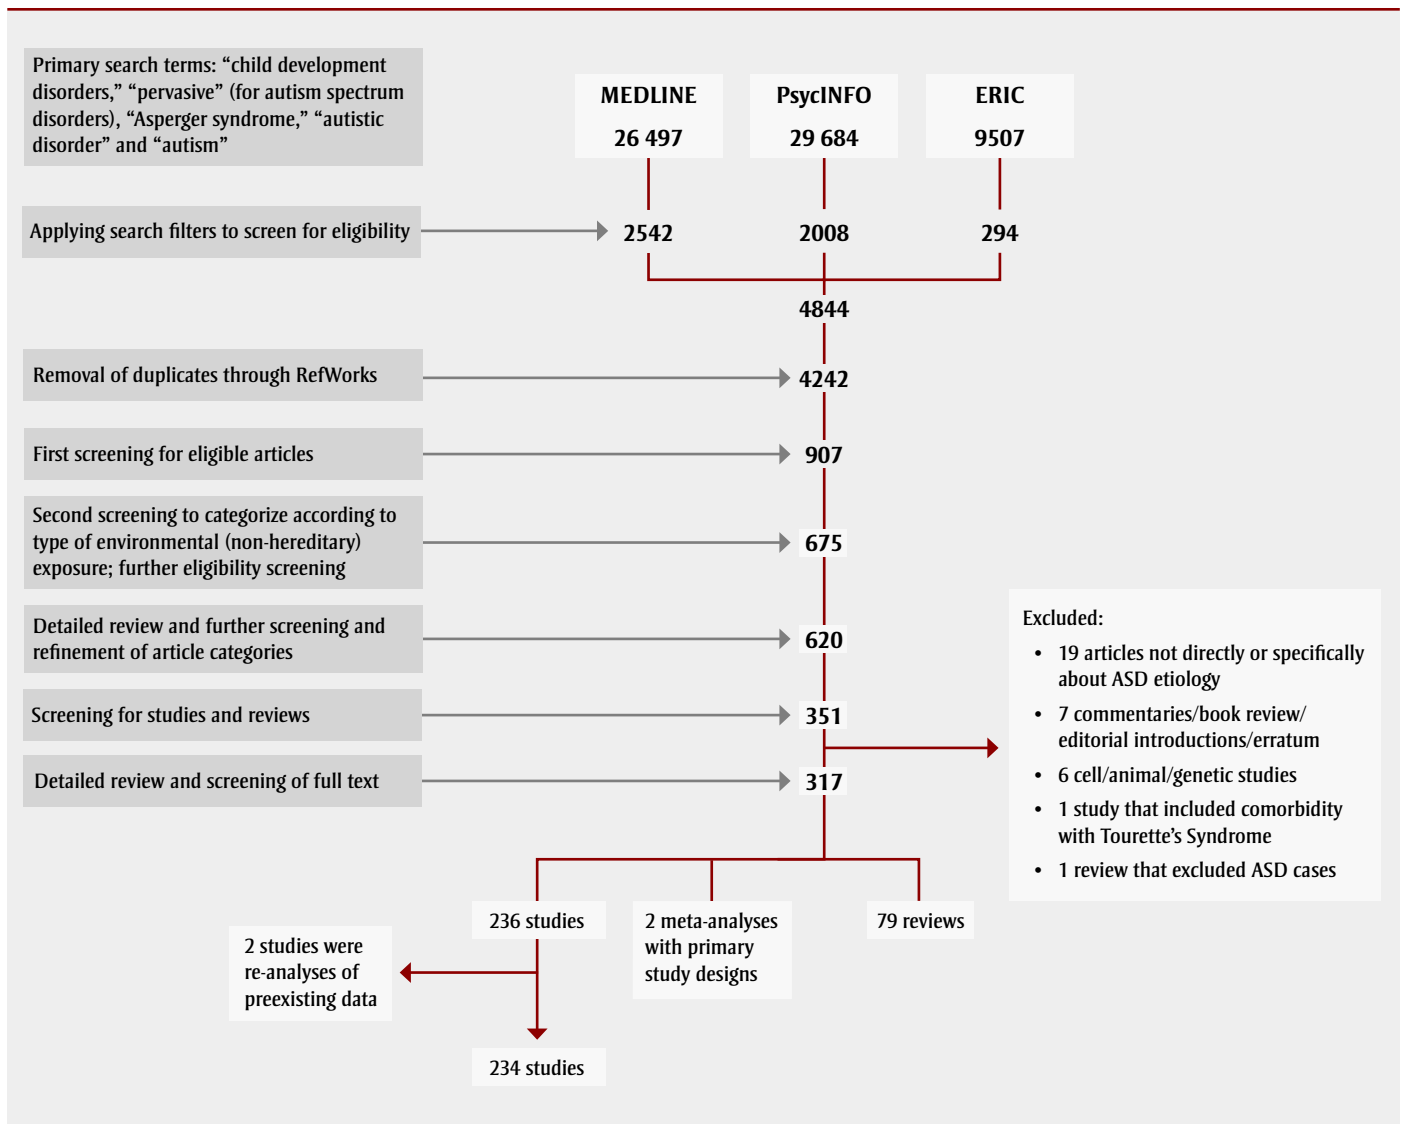 Primary search terms: “child development
disorders,” “pervasive” (for autism spectrum
disorders), “Asperger syndrome,” “autistic
disorder” and “autism”
MEDLINE
26 497
PsycINFO
29 684
ERIC
9507
Applying search filters to screen for eligibility
2542
2008
294
4844
Removal of duplicates through RefWorks
4242
First screening for eligible articles
907
Second screening to categorize according to
type of environmental (non-hereditary)
exposure; further eligibility screening
675
Detailed review and further screening and
refinement of article categories
620
Screening for studies and reviews
351
Excluded:
• 19 articles not directly or specifically
about ASD etiology
• 7 commentaries/book review/
editorial introductions/erratum
• 6 cell/animal/genetic studies
• 1 study that included comorbidity
with Tourette’s Syndrome
• 1 review that excluded ASD cases
Detailed review and screening of full text
317
236 studies
2 meta-analyses
with primary
study designs
79 reviews
2 studies were
re-analyses of
preexisting data
234 studies